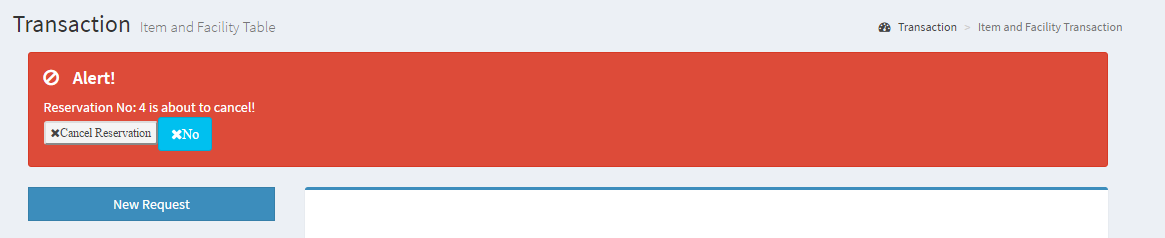 Transaction Item and Facility Table
Transaction > Item and Facility Transaction
Alert!
Reservation No: 4 is about to cancel!
✖Cancel Reservation ✖No
New Request